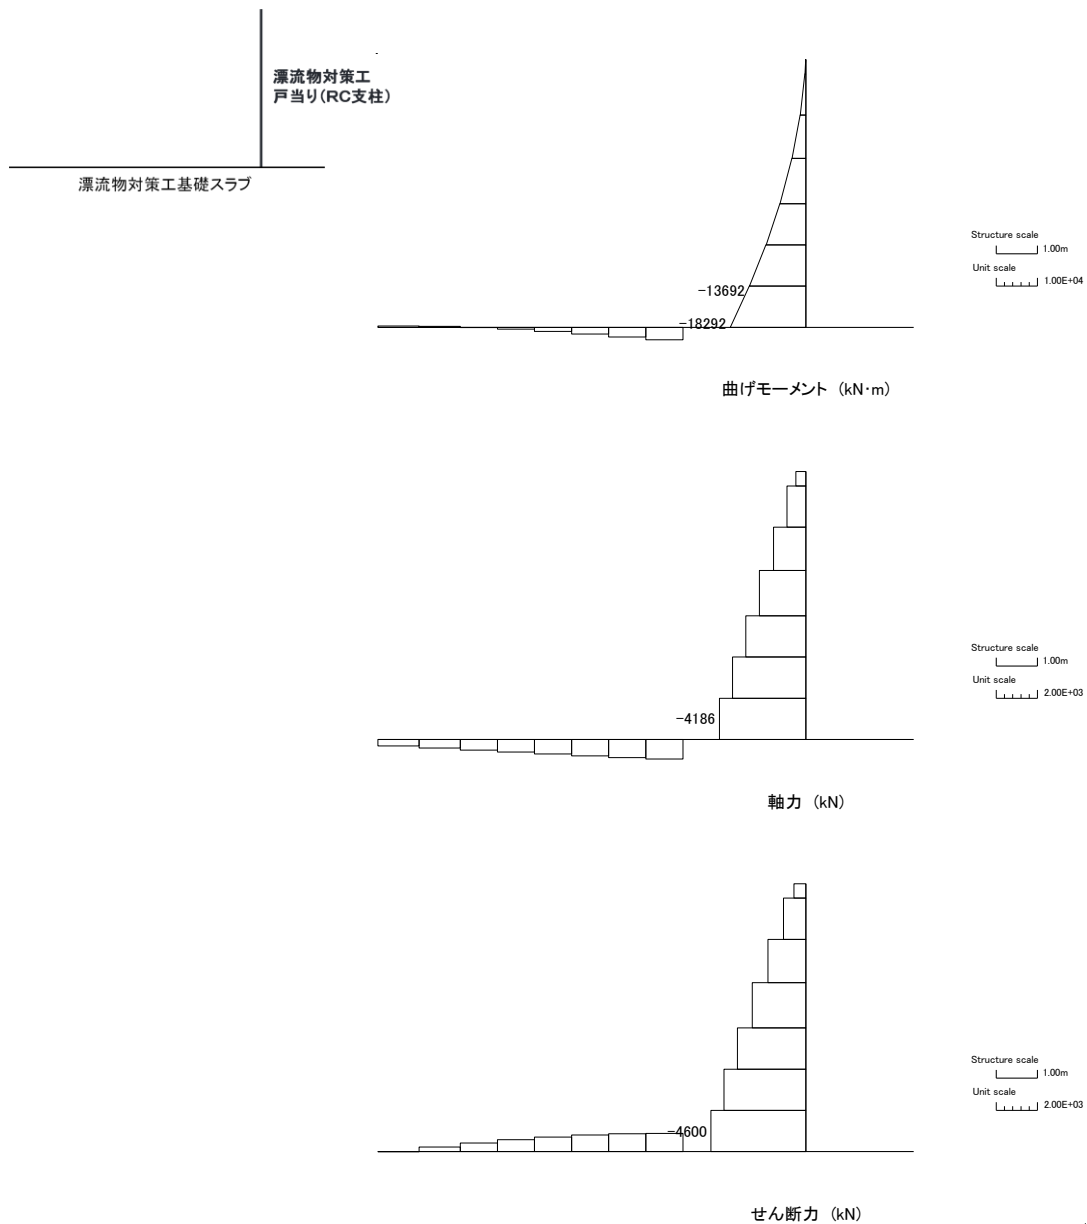 漂流物対策工
戸当り(RC支柱)
漂流物対策工基礎スラブ
Structure scale
1.00m
Unit scale
1.00E+04
-13692
-18292
曲げモーメント (kN・m)
Structure scale
1.00m
Unit scale
2.00E+03
-4186
軸力 (kN)
Structure scale
1.00m
Unit scale
2.00E+03
-4600
せん断力 (kN)